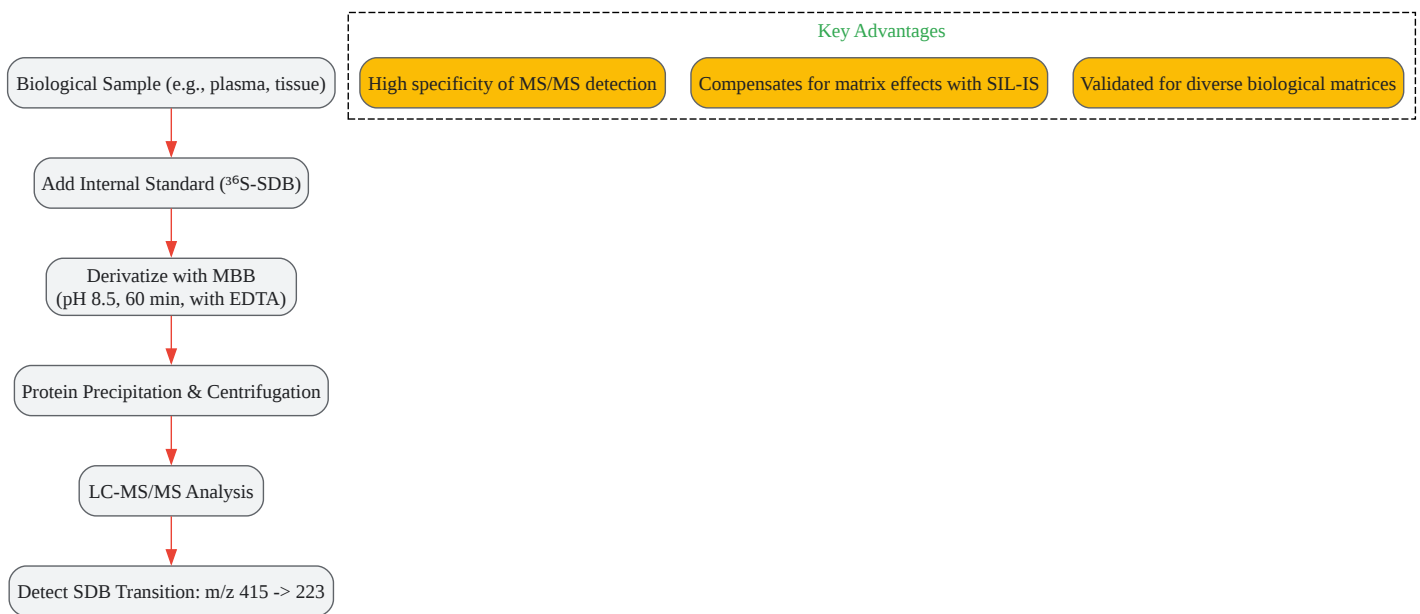 Key Advantages
High specificity of MS/MS detection
Compensates for matrix effects with SIL-IS
Validated for diverse biological matrices
Biological Sample (e.g., plasma, tissue)
Add Internal Standard (³⁶S-SDB)
Derivatize with MBB
(pH 8.5, 60 min, with EDTA)
Protein Precipitation & Centrifugation
LC-MS/MS Analysis
Detect SDB Transition: m/z 415 -> 223